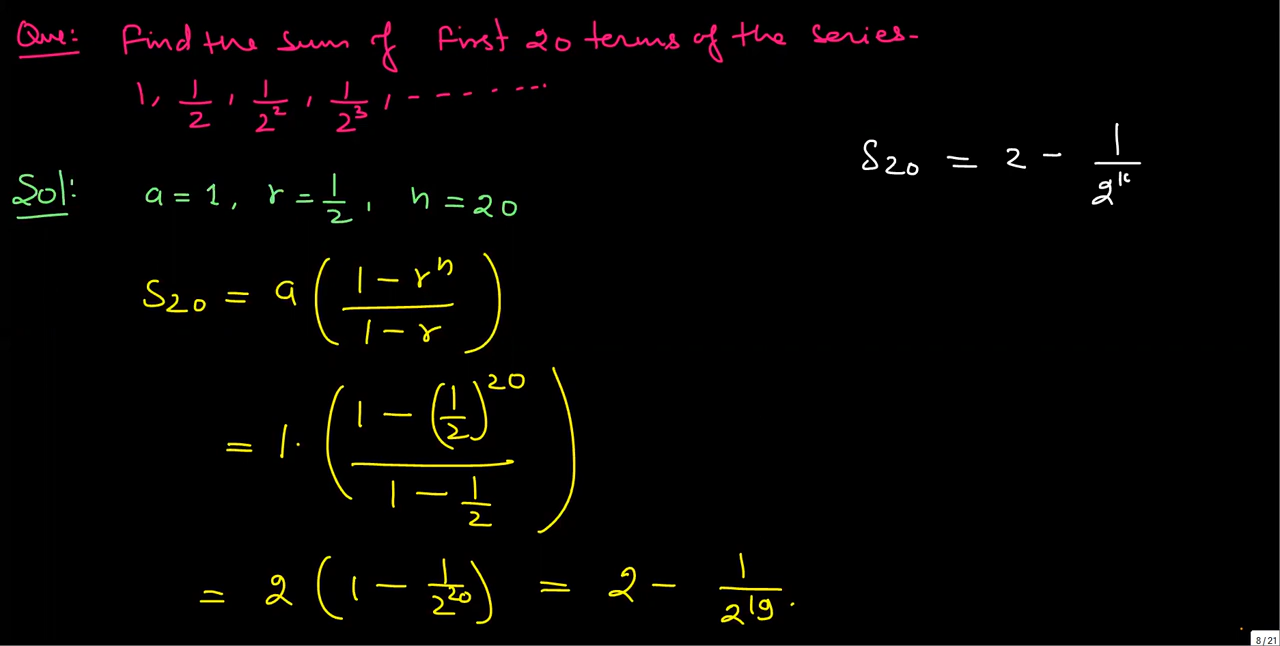 Que: Find the sum of first 20 terms of the series-
1, 1/2, 1/2², 1/2³, - - - - - ....
Sol: a = 1, r = 1/2, n = 20
S₂₀ = a ( (1 - rⁿ) / (1 - r) )
= 1. ( (1 - (1/2)²⁰) / (1 - 1/2) )
= 2 ( 1 - 1/2²⁰ ) = 2 - 1/2¹⁹.
S₂₀ = 2 - 1/2¹
8/21